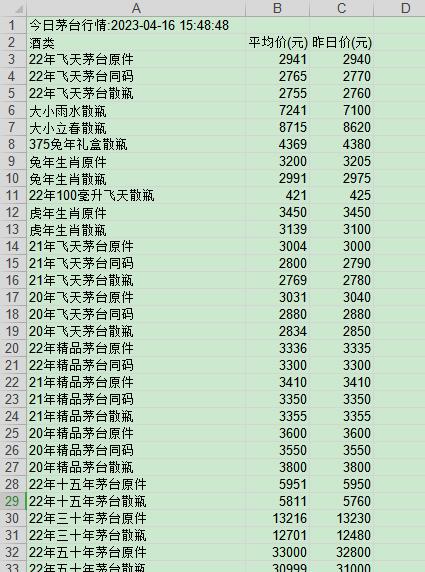 A B C D
1 今日茅台行情:2023-04-16 15:48:48
2 酒类 平均价(元) 昨日价(元)
3 22年飞天茅台原件 2941 2940
4 22年飞天茅台同码 2765 2770
5 22年飞天茅台散瓶 2755 2760
6 大小雨水散瓶 7241 7100
7 大小立春散瓶 8715 8620
8 375兔年礼盒散瓶 4369 4380
9 兔年生肖原件 3200 3205
10 兔年生肖散瓶 2991 2975
11 22年100毫升飞天散瓶 421 425
12 虎年生肖原件 3450 3450
13 虎年生肖散瓶 3139 3100
14 21年飞天茅台原件 3004 3000
15 21年飞天茅台同码 2800 2790
16 21年飞天茅台散瓶 2769 2780
17 20年飞天茅台原件 3031 3040
18 20年飞天茅台同码 2880 2880
19 20年飞天茅台散瓶 2834 2850
20 22年精品茅台原件 3336 3335
21 22年精品茅台同码 3300 3300
22 21年精品茅台原件 3410 3410
23 21年精品茅台同码 3350 3350
24 21年精品茅台散瓶 3355 3355
25 20年精品茅台原件 3600 3600
26 20年精品茅台同码 3550 3550
27 20年精品茅台散瓶 3800 3800
28 22年十五年茅台原件 5951 5950
29 22年十五年茅台散瓶 5811 5760
30 22年三十年茅台原件 13216 13230
31 22年三十年茅台散瓶 12701 12480
32 22年五十年茅台原件 33000 32800
33 22年五十年茅台散瓶 30999 31000